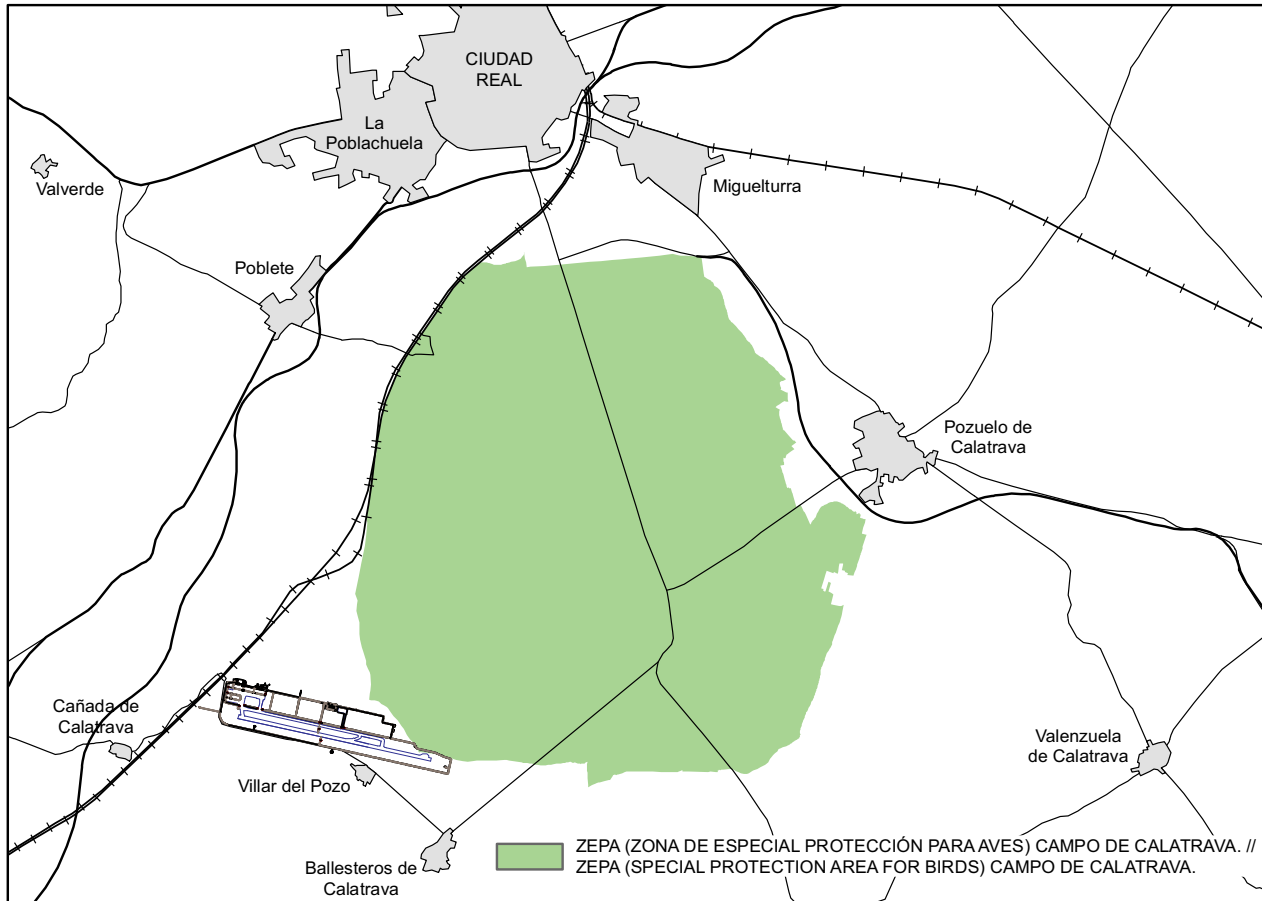 CIUDAD
REAL
La
Poblachuela
Valverde
Miguelturra
Poblete
Pozuelo de
Calatrava
Cañada de
Calatrava
Valenzuela
de Calatrava
Villar del Pozo
Ballesteros de
Calatrava
ZEPA (ZONA DE ESPECIAL PROTECCIÓN PARA AVES) CAMPO DE CALATRAVA. //
ZEPA (SPECIAL PROTECTION AREA FOR BIRDS) CAMPO DE CALATRAVA.